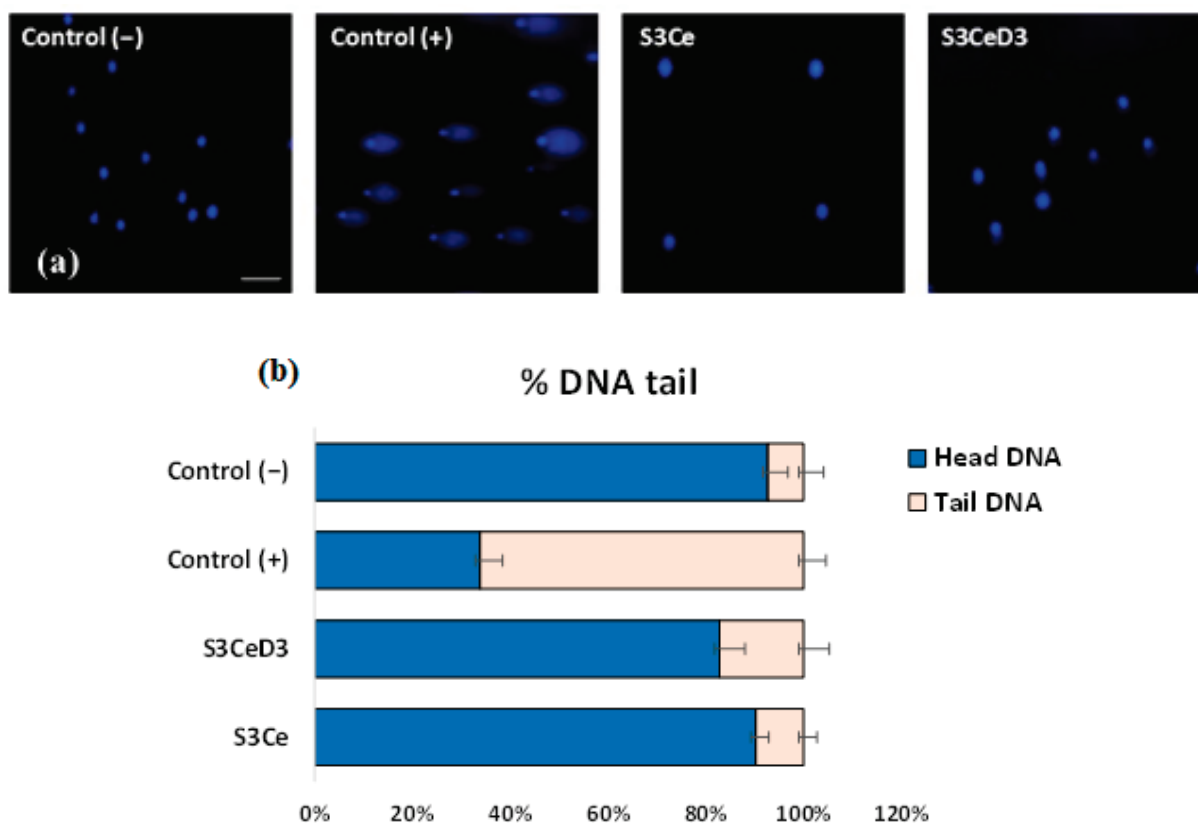 Control (−)
Control (+)
S3Ce
S3CeD3
(a)
(b)
% DNA tail
Control (−)
Control (+)
S3CeD3
S3Ce
Head DNA
Tail DNA
0% 20% 40% 60% 80% 100% 120%